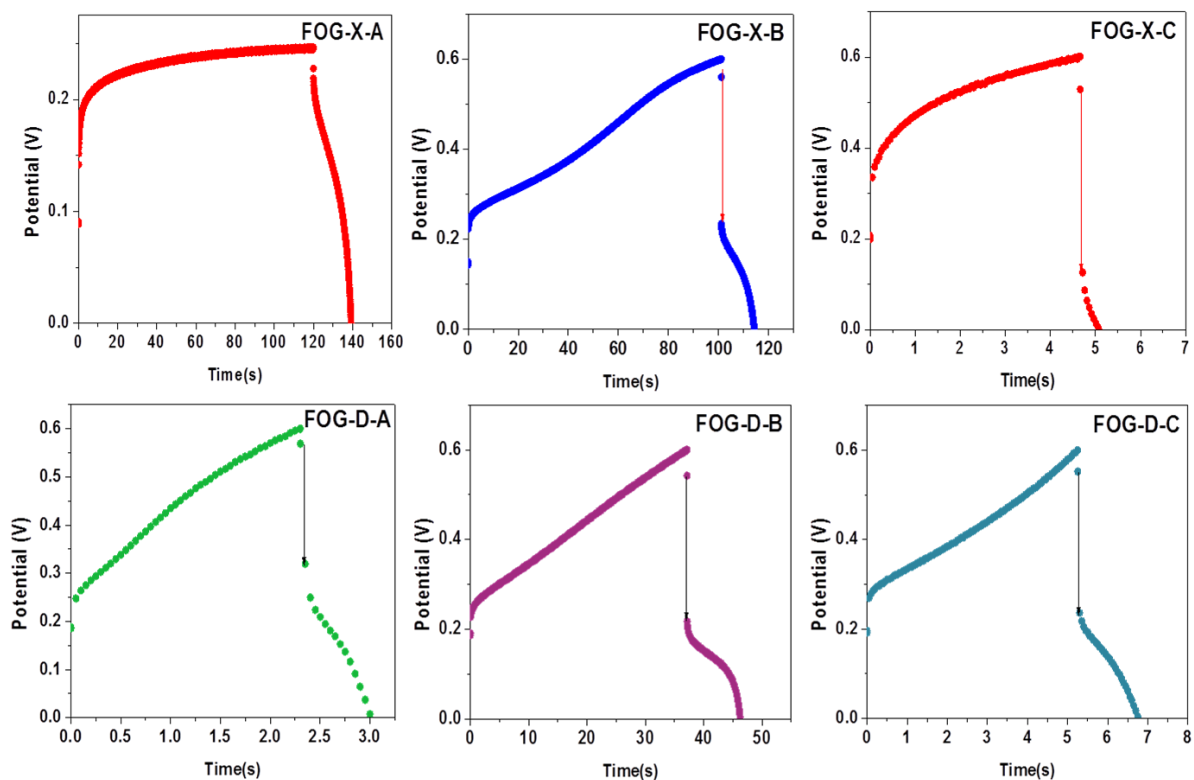 FOG-X-A
Potential (V)
0.2
0.1
0.0
0 20 40 60 80 100 120 140 160
Time(s)
FOG-X-B
Potential (V)
0.6
0.4
0.2
0.0
0 20 40 60 80 100 120
Time(s)
FOG-X-C
Potential (V)
0.6
0.4
0.2
0.0
0 1 2 3 4 5 6 7
Time(s)
FOG-D-A
Potential (V)
0.6
0.5
0.4
0.3
0.2
0.1
0.0
0.0 0.5 1.0 1.5 2.0 2.5 3.0
Time(s)
FOG-D-B
Potential (V)
0.6
0.4
0.2
0.0
0 10 20 30 40 50
Time(s)
FOG-D-C
Potential (V)
0.6
0.4
0.2
0.0
0 1 2 3 4 5 6 7 8
Time(s)